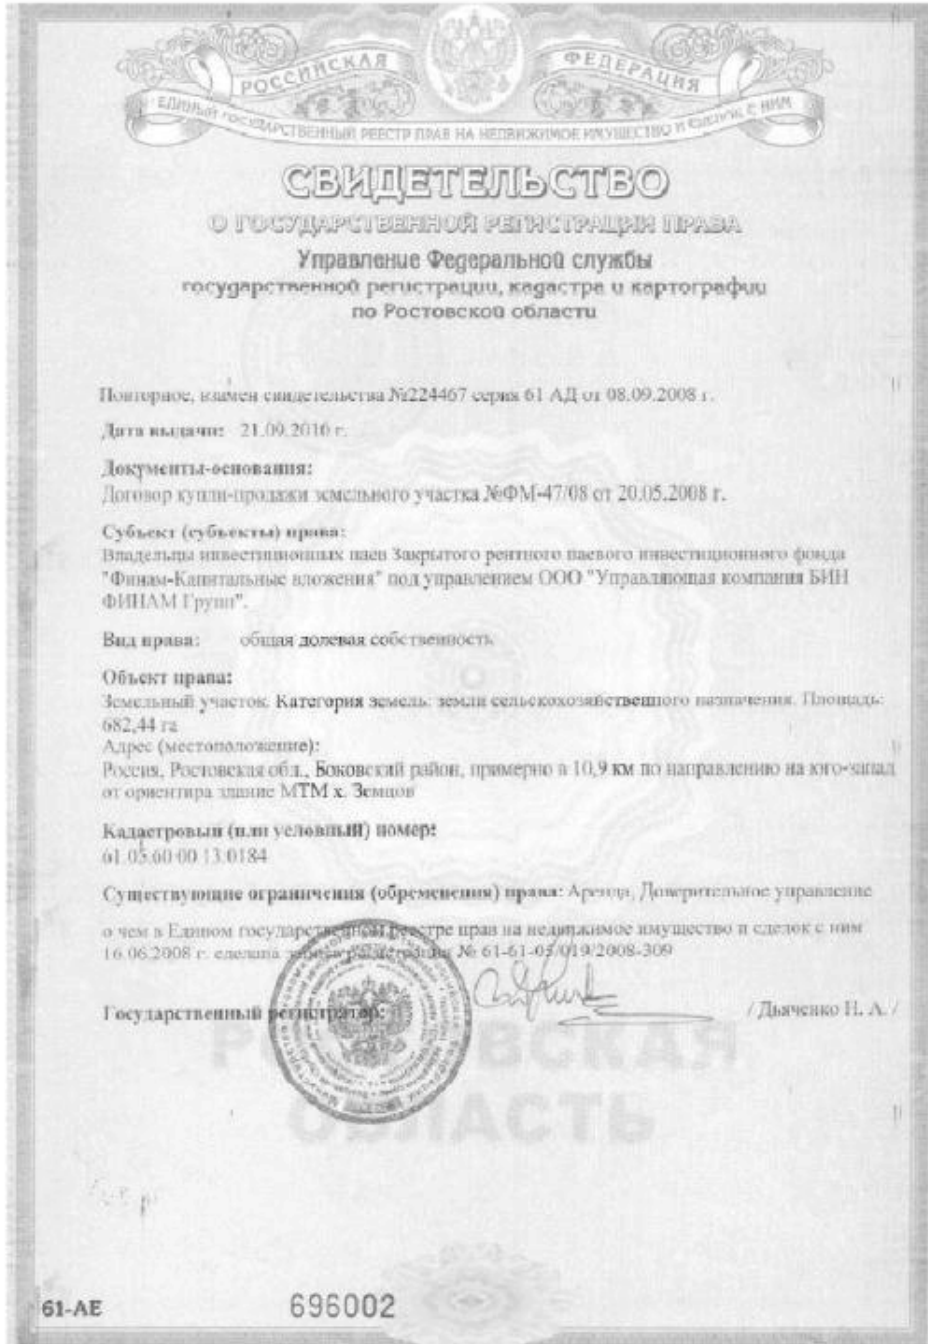 РОССИЙСКАЯ ФЕДЕРАЦИЯ
ЕДИНЫЙ ГОСУДАРСТВЕННЫЙ РЕЕСТР ПРАВ НА НЕДВИЖИМОЕ ИМУЩЕСТВО И СДЕЛОК С НИМ
СВИДЕТЕЛЬСТВО
О ГОСУДАРСТВЕННОЙ РЕГИСТРАЦИИ ПРАВА
Управление Федеральной службы
государственной регистрации, кадастра и картографии
по Ростовской области
Повторное, взамен свидетельства №224467 серия 61 АД от 08.09.2008 г.
Дата выдачи: 21.09.2010 г.
Документы-основания:
Договор купли-продажи земельного участка №ФМ-47/08 от 20.05.2008 г.
Субъект (субъекты) права:
Владельцы инвестиционных паев Закрытого рентного паевого инвестиционного фонда
"Финам-Капитальные вложения" под управлением ООО "Управляющая компания БИН
ФИНАМ Групп".
Вид права: общая долевая собственность
Объект права:
Земельный участок. Категория земель: земли сельскохозяйственного назначения. Площадь:
682,44 га
Адрес (местоположение):
Россия, Ростовская обл., Боковский район, примерно в 10,9 км по направлению на юго-запад
от ориентира здание МТМ х. Земцов
Кадастровый (или условный) номер:
61:05:60 00 13:0184
Существующие ограничения (обременения) права: Аренда, Доверительное управление
о чем в Едином государственном реестре прав на недвижимое имущество и сделок с ним
16.06.2008 г. сделана запись регистрации № 61-61-05/019/2008-309
Государственный регистратор: / Дьяченко Н. А. /
РОСТОВСКАЯ
ОБЛАСТЬ
61-АЕ 696002